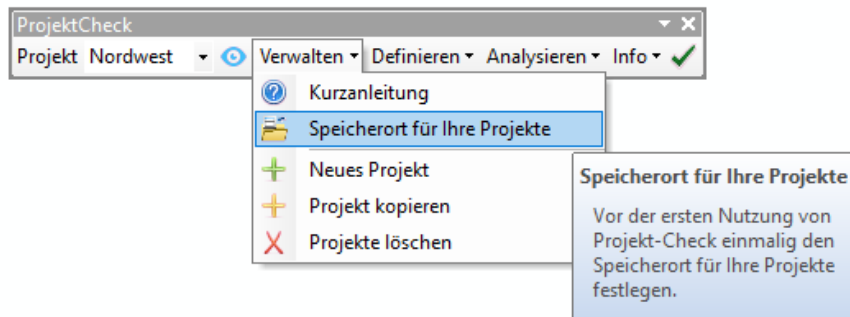 ProjektCheck
Projekt Nordwest Verwalten Definieren Analysieren Info
Kurzanleitung
Speicherort für Ihre Projekte
Neues Projekt
Projekt kopieren
Projekte löschen
Speicherort für Ihre Projekte
Vor der ersten Nutzung von
Projekt-Check einmalig den
Speicherort für Ihre Projekte
festlegen.